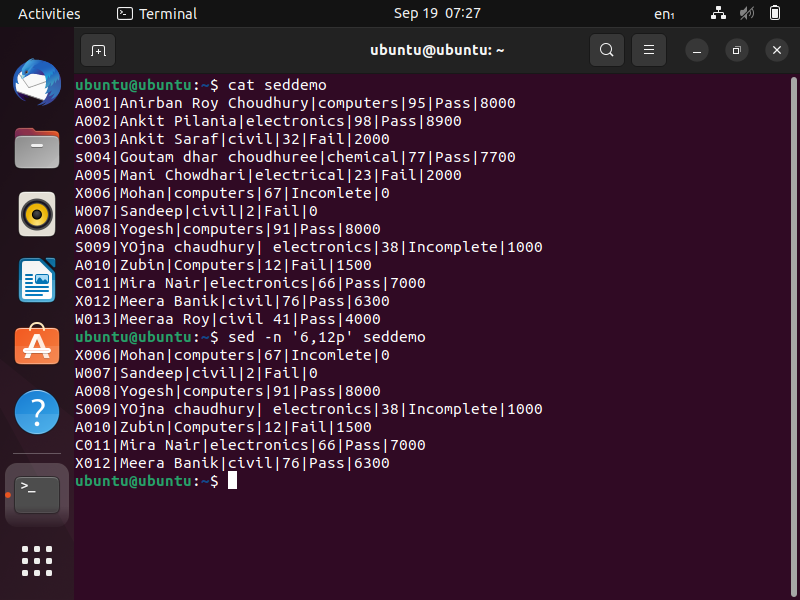 Activities Terminal Sep 19 07:27 en₁
ubuntu@ubuntu: ~
ubuntu@ubuntu:~$ cat seddemo
A001|Anirban Roy Choudhury|computers|95|Pass|8000
A002|Ankit Pilania|electronics|98|Pass|8900
c003|Ankit Saraf|civil|32|Fail|2000
s004|Goutam dhar choudhuree|chemical|77|Pass|7700
A005|Mani Chowdhari|electrical|23|Fail|2000
X006|Mohan|computers|67|Incomlete|0
W007|Sandeep|civil|2|Fail|0
A008|Yogesh|computers|91|Pass|8000
S009|YOjna chaudhury| electronics|38|Incomplete|1000
A010|Zubin|Computers|12|Fail|1500
C011|Mira Nair|electronics|66|Pass|7000
X012|Meera Banik|civil|76|Pass|6300
W013|Meeraa Roy|civil 41|Pass|4000
ubuntu@ubuntu:~$ sed -n '6,12p' seddemo
X006|Mohan|computers|67|Incomlete|0
W007|Sandeep|civil|2|Fail|0
A008|Yogesh|computers|91|Pass|8000
S009|YOjna chaudhury| electronics|38|Incomplete|1000
A010|Zubin|Computers|12|Fail|1500
C011|Mira Nair|electronics|66|Pass|7000
X012|Meera Banik|civil|76|Pass|6300
ubuntu@ubuntu:~$